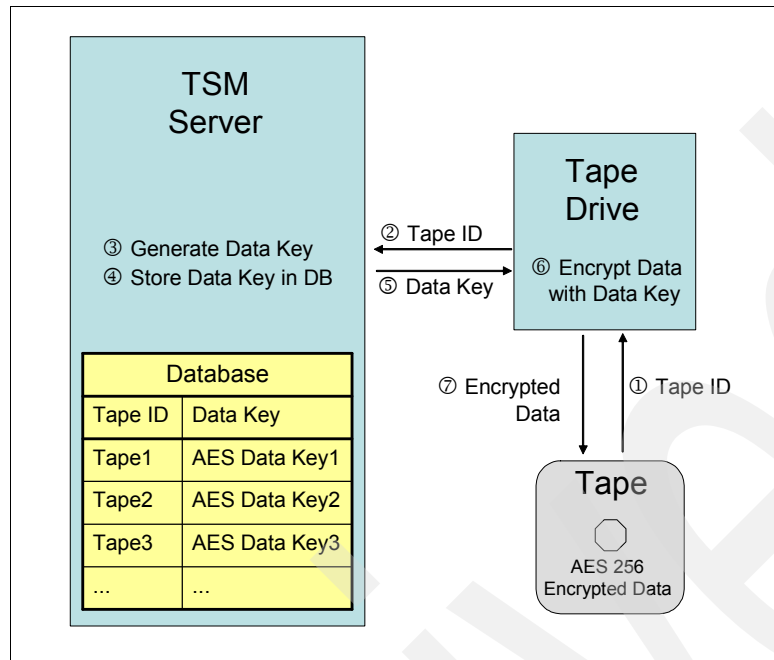 TSM
Server
③ Generate Data Key
④ Store Data Key in DB
Database
Tape ID Data Key
Tape1 AES Data Key1
Tape2 AES Data Key2
Tape3 AES Data Key3
... ...
② Tape ID
⑤ Data Key
Tape
Drive
⑥ Encrypt Data
with Data Key
⑦ Encrypted
Data
① Tape ID
Tape
AES 256
Encrypted Data